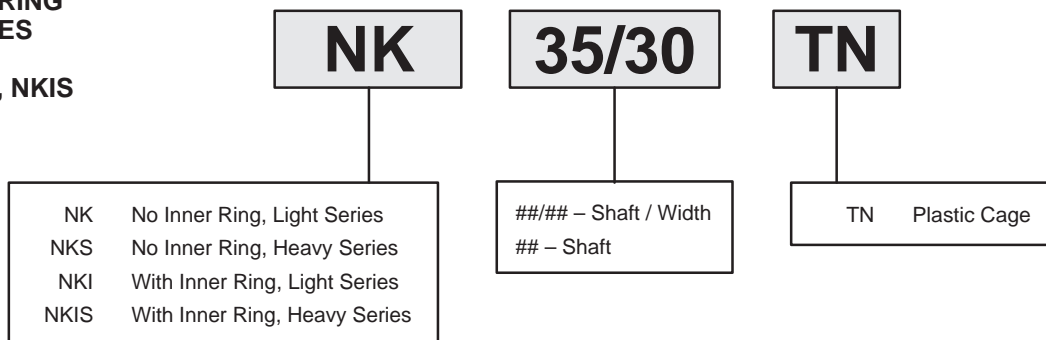 RING
ES
, NKIS
NK 35/30 TN
NK No Inner Ring, Light Series
NKS No Inner Ring, Heavy Series
NKI With Inner Ring, Light Series
NKIS With Inner Ring, Heavy Series
##/## – Shaft / Width
## – Shaft
TN Plastic Cage